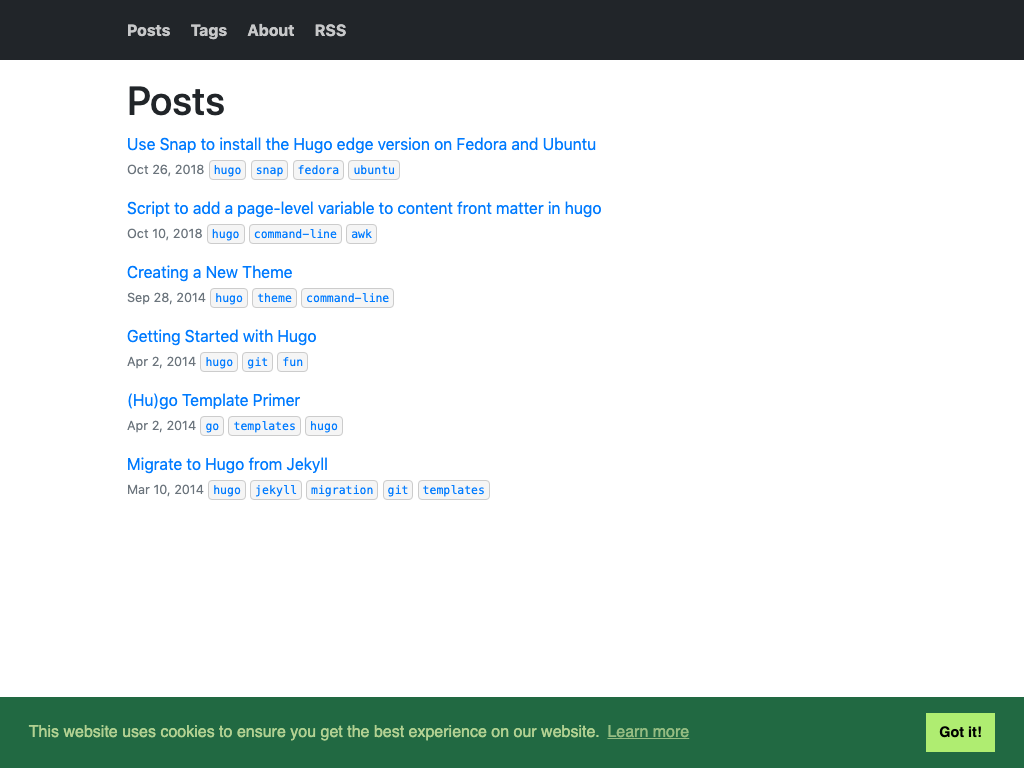 Posts Tags About RSS
Posts
Use Snap to install the Hugo edge version on Fedora and Ubuntu
Oct 26, 2018 hugo snap fedora ubuntu
Script to add a page-level variable to content front matter in hugo
Oct 10, 2018 hugo command-line awk
Creating a New Theme
Sep 28, 2014 hugo theme command-line
Getting Started with Hugo
Apr 2, 2014 hugo git fun
(Hu)go Template Primer
Apr 2, 2014 go templates hugo
Migrate to Hugo from Jekyll
Mar 10, 2014 hugo jekyll migration git templates
This website uses cookies to ensure you get the best experience on our website. Learn more Got it!